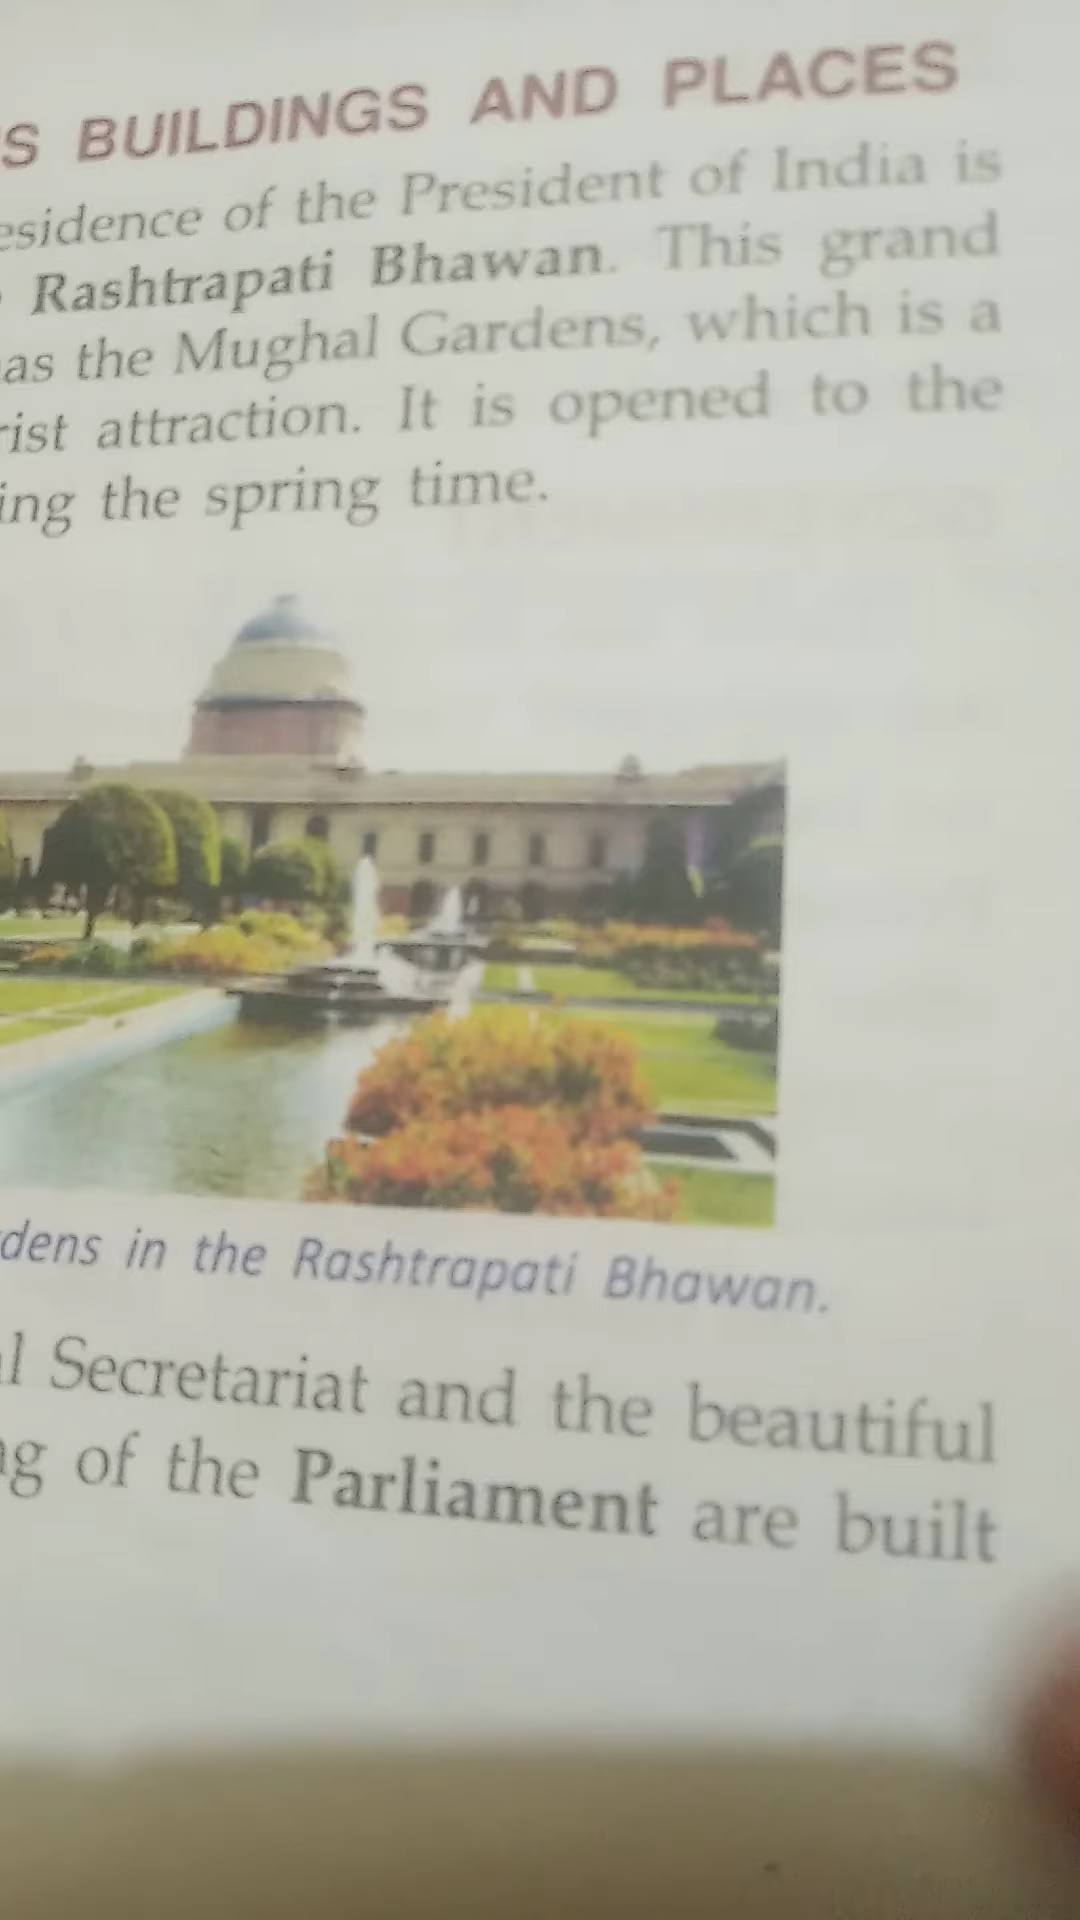 S BUILDINGS AND PLACES
esidence of the President of India is
Rashtrapati Bhawan. This grand
as the Mughal Gardens, which is a
rist attraction. It is opened to the
ing the spring time.
dens in the Rashtrapati Bhawan.
l Secretariat and the beautiful
g of the Parliament are built